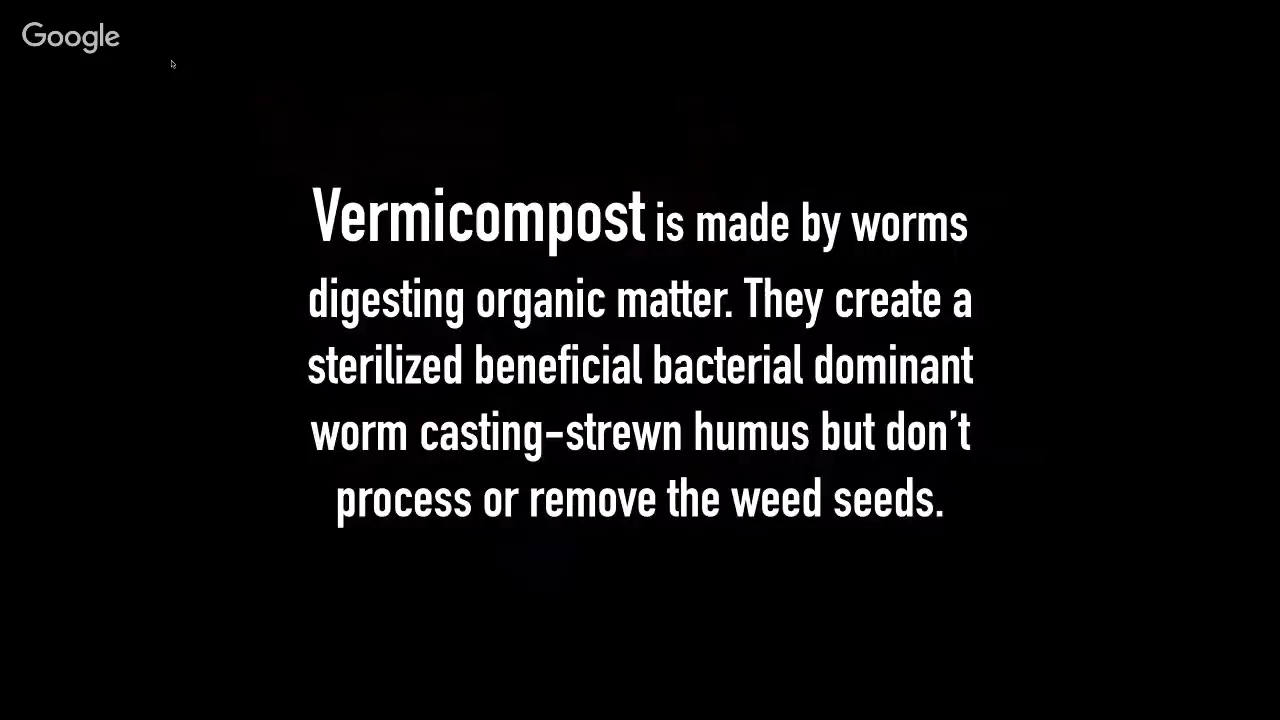 Google
Vermicompost is made by worms
digesting organic matter. They create a
sterilized beneficial bacterial dominant
worm casting-strewn humus but don’t
process or remove the weed seeds.